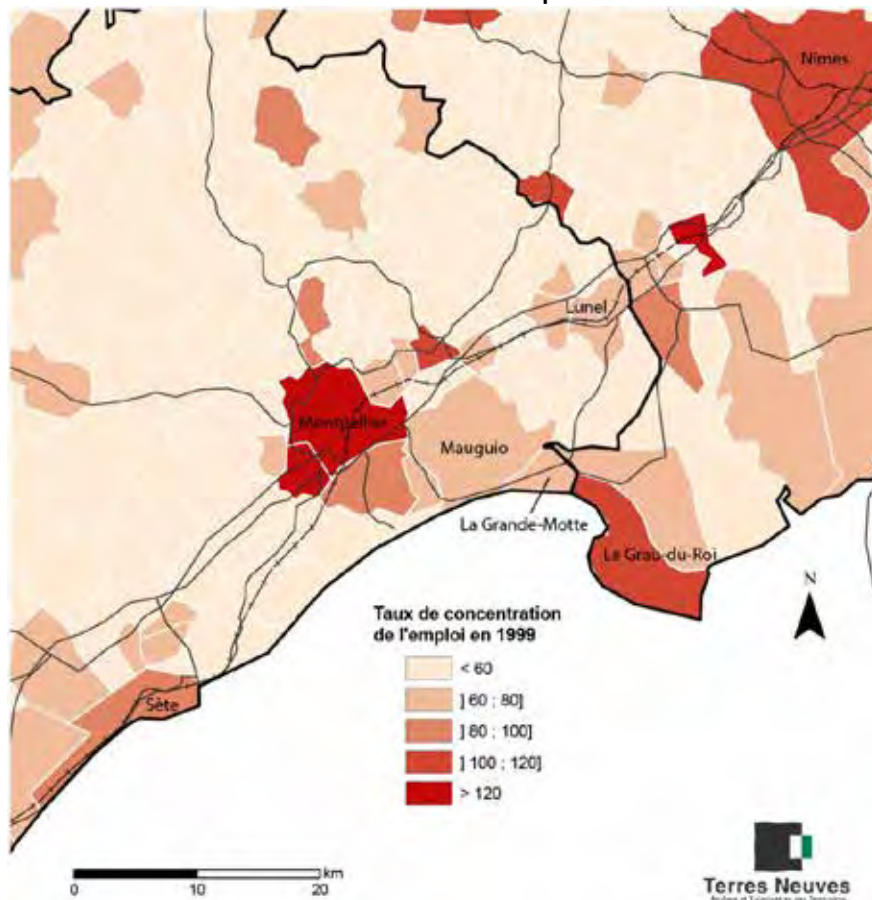 Nîmes
Lunel
Montpellier
Mauguio
La Grande-Motte
Le Grau-du-Roi
N
Taux de concentration
de l'emploi en 1999
< 60
] 60 ; 80]
] 80 ; 100]
] 100 ; 120]
> 120
Sète
km
0 10 20
Terres Neuves